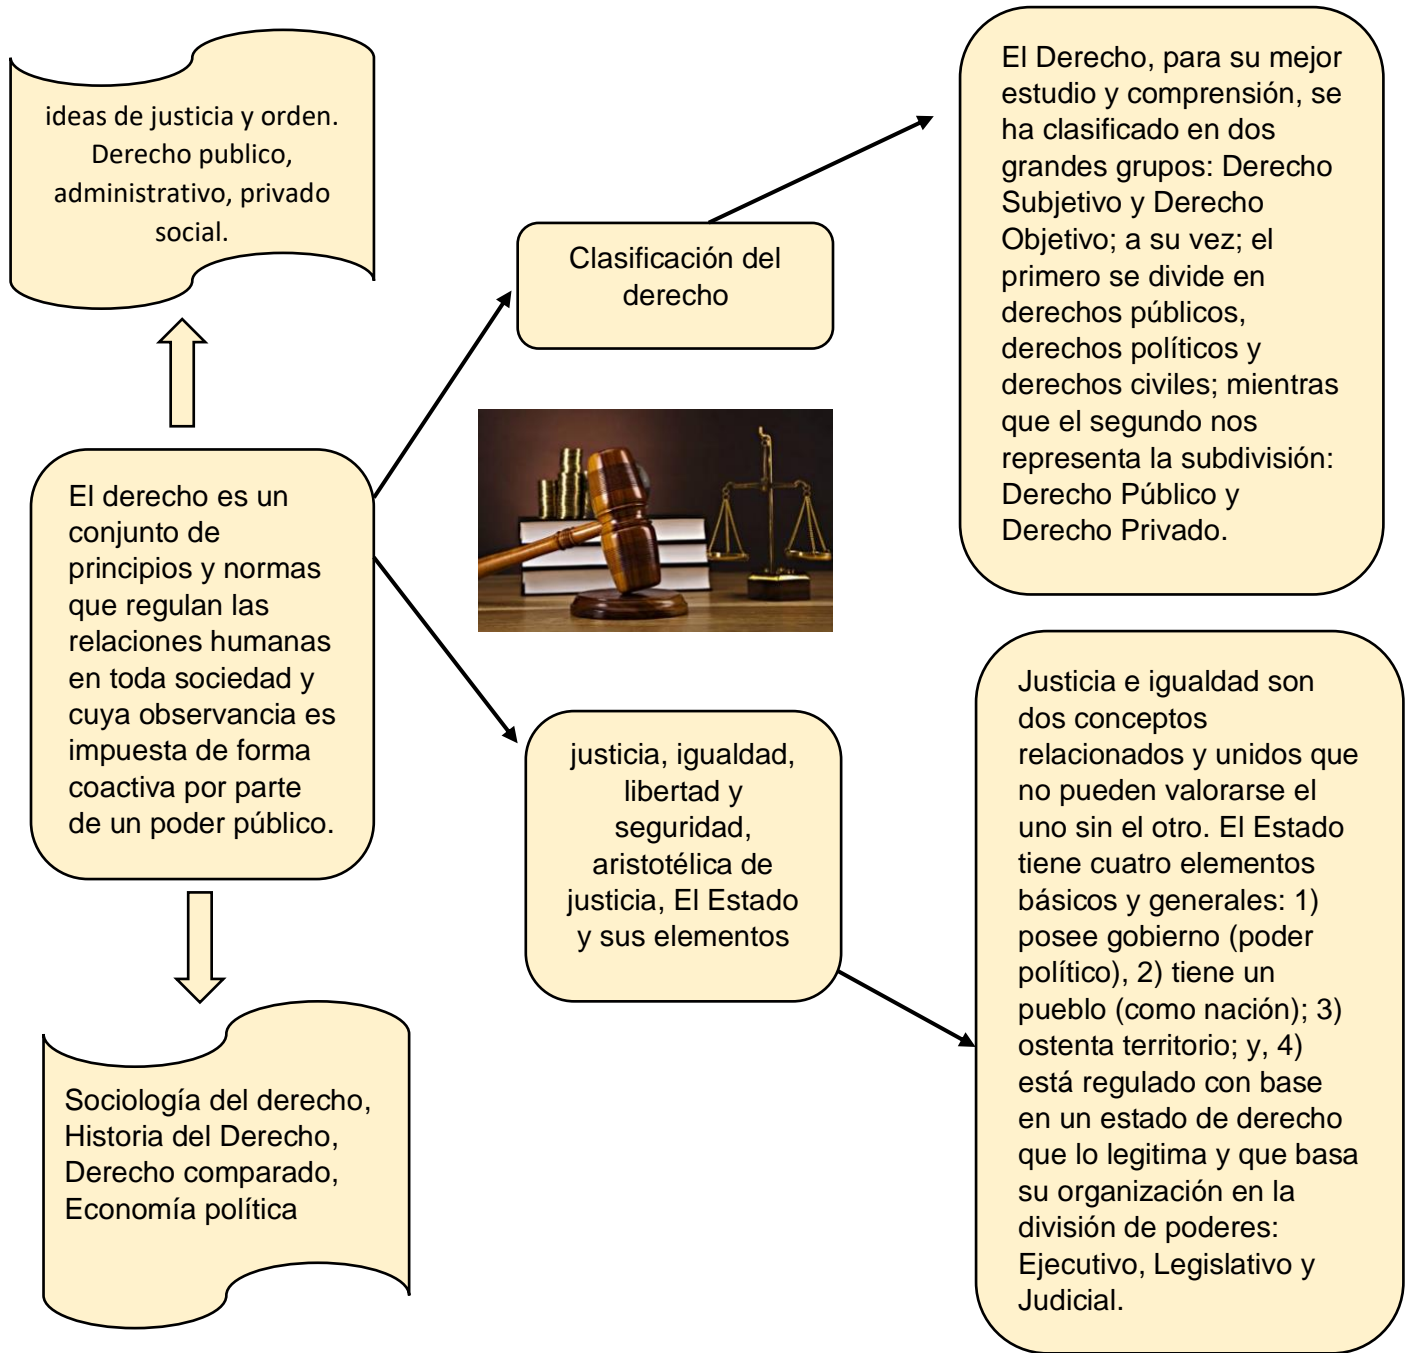 ideas de justicia y orden.
Derecho publico,
administrativo, privado
social.
El derecho es un
conjunto de
principios y normas
que regulan las
relaciones humanas
en toda sociedad y
cuya observancia es
impuesta de forma
coactiva por parte
de un poder público.
Sociología del derecho,
Historia del Derecho,
Derecho comparado,
Economía política
Clasificación del
derecho
El Derecho, para su mejor
estudio y comprensión, se
ha clasificado en dos
grandes grupos: Derecho
Subjetivo y Derecho
Objetivo; a su vez; el
primero se divide en
derechos públicos,
derechos políticos y
derechos civiles; mientras
que el segundo nos
representa la subdivisión:
Derecho Público y
Derecho Privado.
justicia, igualdad,
libertad y
seguridad,
aristotélica de
justicia, El Estado
y sus elementos
Justicia e igualdad son
dos conceptos
relacionados y unidos que
no pueden valorarse el
uno sin el otro. El Estado
tiene cuatro elementos
básicos y generales: 1)
posee gobierno (poder
político), 2) tiene un
pueblo (como nación); 3)
ostenta territorio; y, 4)
está regulado con base
en un estado de derecho
que lo legitima y que basa
su organización en la
división de poderes:
Ejecutivo, Legislativo y
Judicial.